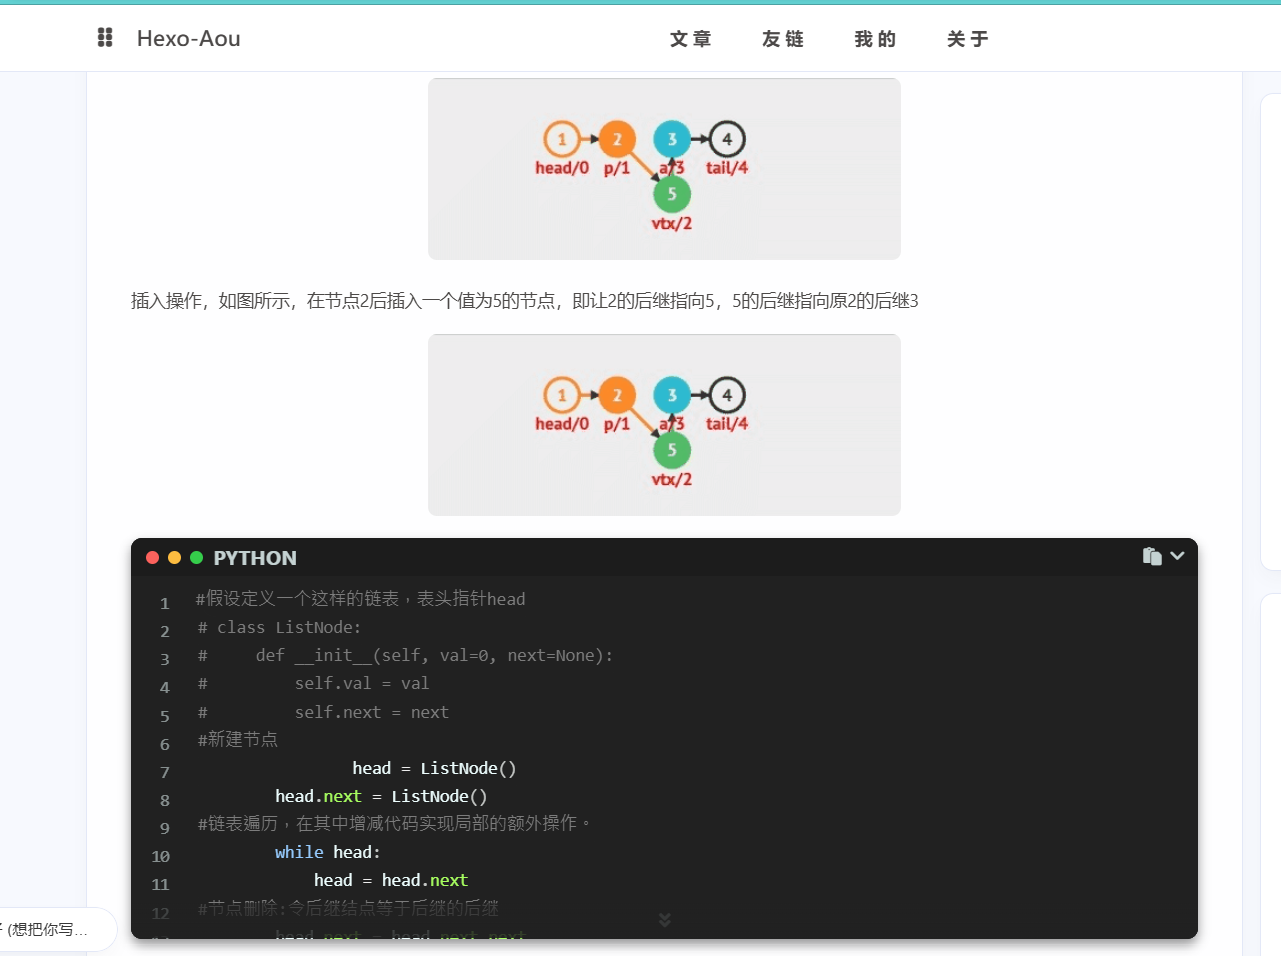 Hexo-Aou
文章 友链 我的 关于
1 2 3 4
head/0 p/1 a/3 tail/4
5
vtx/2
插入操作，如图所示，在节点2后插入一个值为5的节点，即让2的后继指向5，5的后继指向原2的后继3
1 2 3 4
head/0 p/1 a/3 tail/4
5
vtx/2
PYTHON
1 #假设定义一个这样的链表，表头指针head
2 # class ListNode:
3 #     def __init__(self, val=0, next=None):
4 #         self.val = val
5 #         self.next = next
6 #新建节点
7 head = ListNode()
8 head.next = ListNode()
9 #链表遍历，在其中增减代码实现局部的额外操作。
10 while head:
11 head = head.next
12 #节点删除:令后继结点等于后继的后继
head.next = head.next.next
(想把你写…